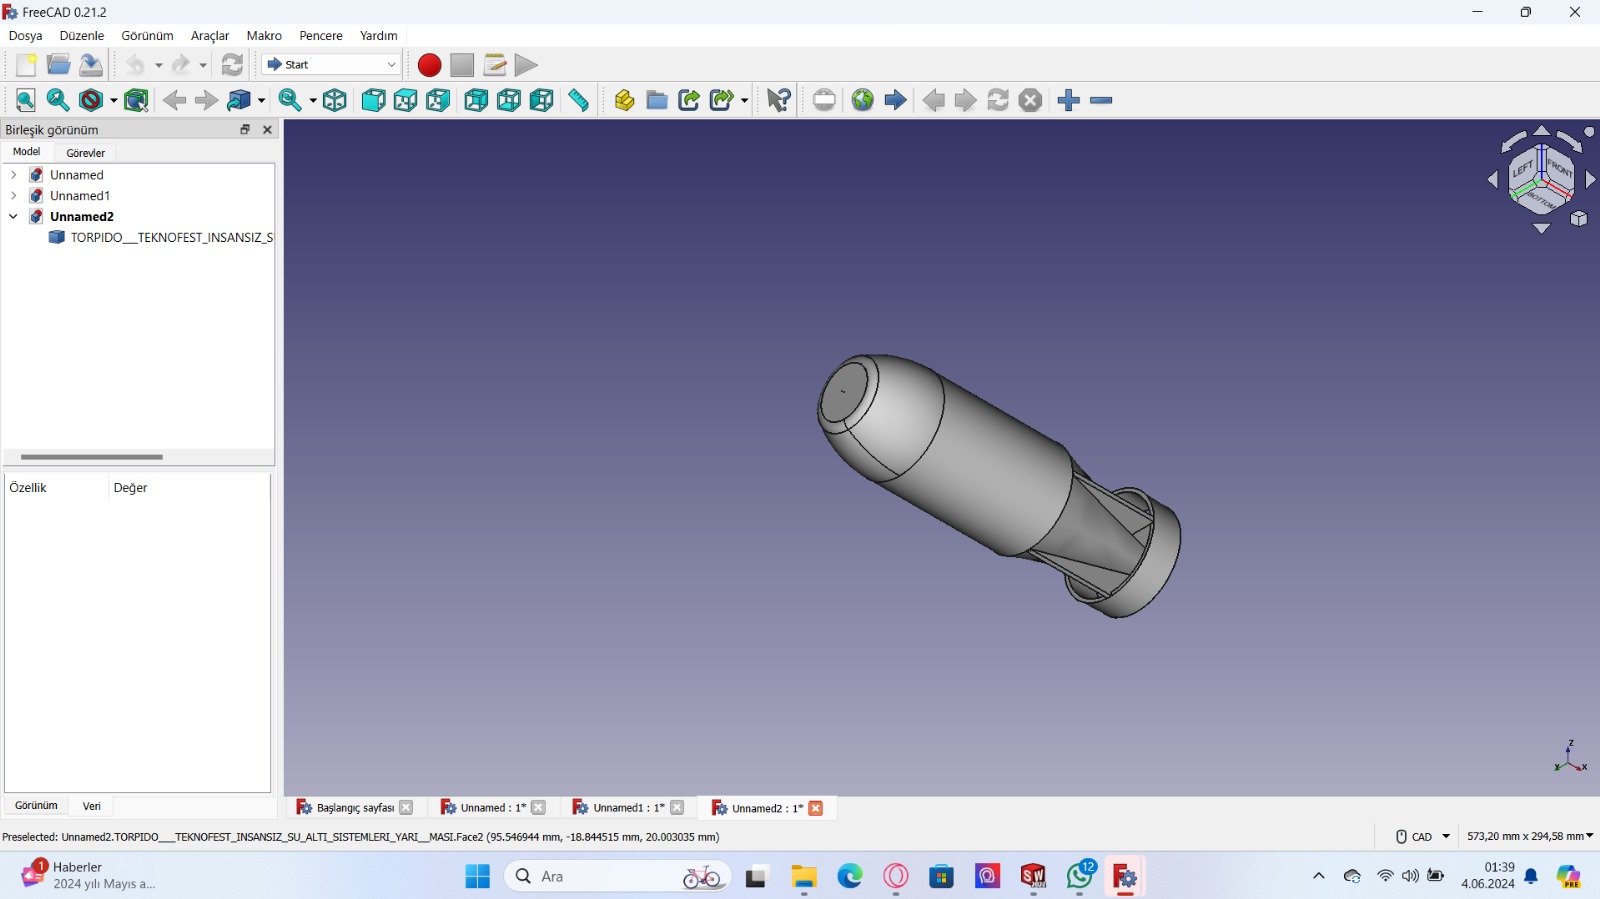 FreeCAD 0.21.2
Dosya Düzenle Görünüm Araçlar Makro Pencere Yardım
Start
Birleşik görünüm
Model Görevler
Unnamed
Unnamed1
Unnamed2
TORPIDO___TEKNOFEST_INSANSIZ_S
LEFT FRONT
BOTTOM
Özellik Değer
Z
Y X
Görünüm Veri
Başlangıç sayfası Unnamed : 1* Unnamed1 : 1* Unnamed2 : 1*
Preselected: Unnamed2.TORPIDO___TEKNOFEST_INSANSIZ_SU_ALTI_SISTEMLERI_YARI__MASI.Face2 (95.546944 mm, -18.844515 mm, 20.003035 mm)
CAD 573,20 mm x 294,58 mm
1 Haberler
2024 yılı Mayıs a...
Ara
SW
12
01:39
4.06.2024
PRE